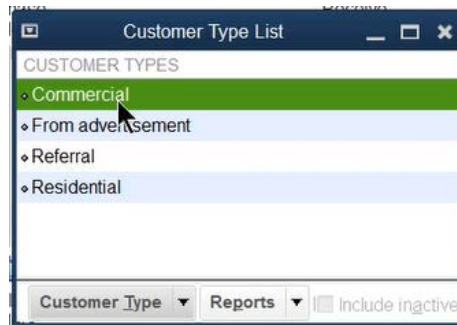 Customer Type List
CUSTOMER TYPES
Commercial
From advertisement
Referral
Residential
Customer Type Reports Include inactive